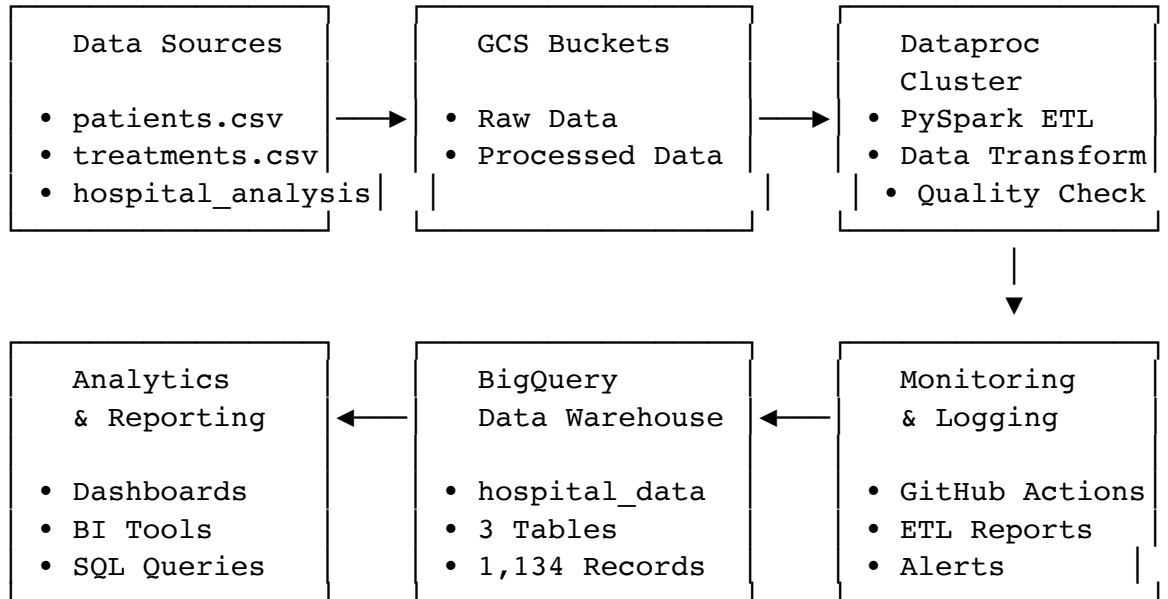 Data Sources
• patients.csv
• treatments.csv
• hospital_analysis
GCS Buckets
• Raw Data
• Processed Data
Dataproc
Cluster
• PySpark ETL
• Data Transform
• Quality Check
Analytics
& Reporting
• Dashboards
• BI Tools
• SQL Queries
BigQuery
Data Warehouse
• hospital_data
• 3 Tables
• 1,134 Records
Monitoring
& Logging
• GitHub Actions
• ETL Reports
• Alerts